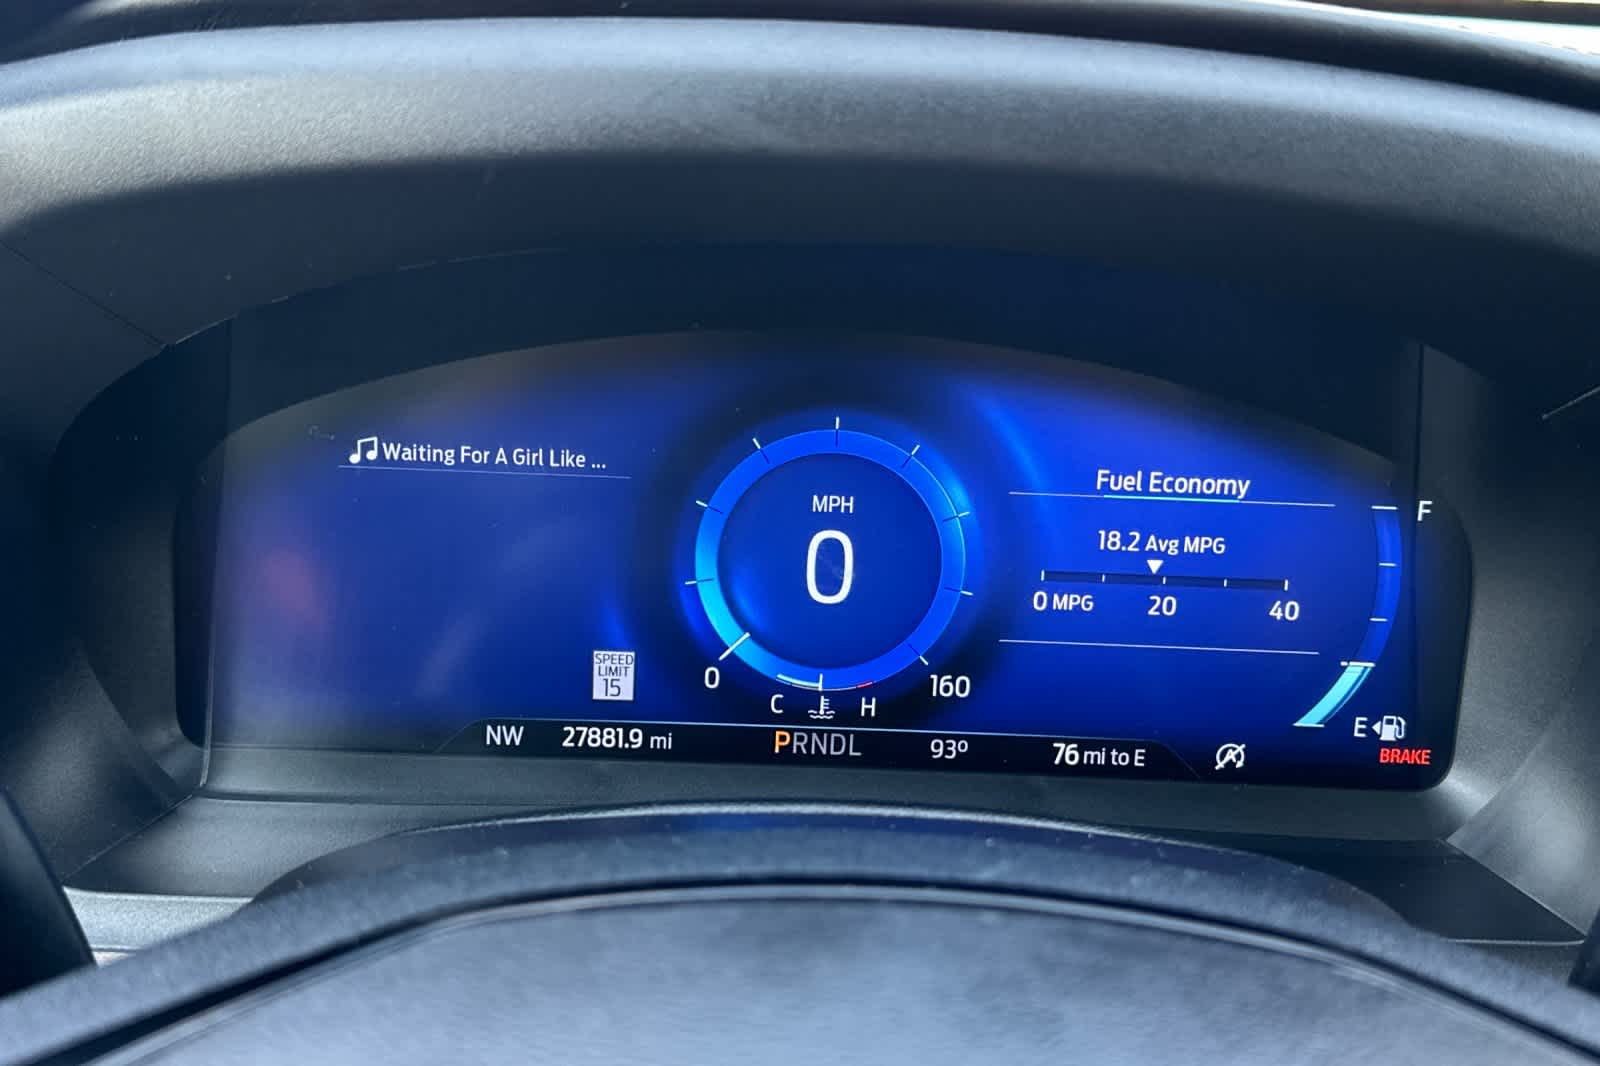 Waiting For A Girl Like ...
SPEED
LIMIT
15
MPH
0
0
160
C
H
Fuel Economy
18.2 Avg MPG
0 MPG 20 40
F
E
BRAKE
NW 27881.9 mi PRNDL 93º 76 mi to E